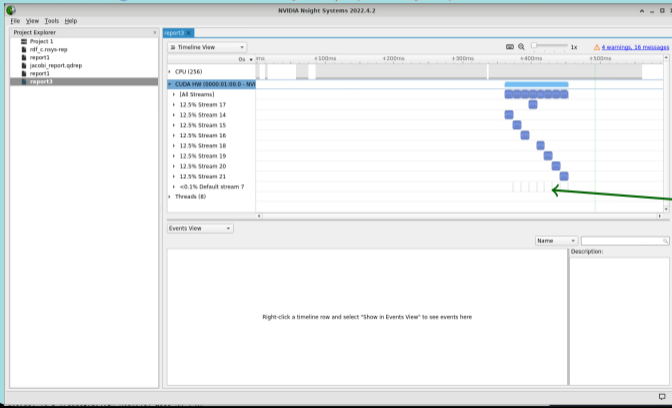 NVIDIA Nsight Systems 2022.4.2
File View Tools Help
Project Explorer
Project 1
rdf_c.nsys-rep
report1
jacobi_report.qdrep
report1
report3
report3
Timeline View
1x
4 warnings, 16 messages
0s
ms +100ms +200ms +300ms +400ms +500ms
CPU (256)
CUDA HW (0000:01:00.0 - NVI
[All Streams]
12.5% Stream 17
12.5% Stream 14
12.5% Stream 15
12.5% Stream 16
12.5% Stream 18
12.5% Stream 19
12.5% Stream 20
12.5% Stream 21
<0.1% Default stream 7
Threads (8)
Events View
Name
Description:
Right-click a timeline row and select "Show in Events View" to see events here